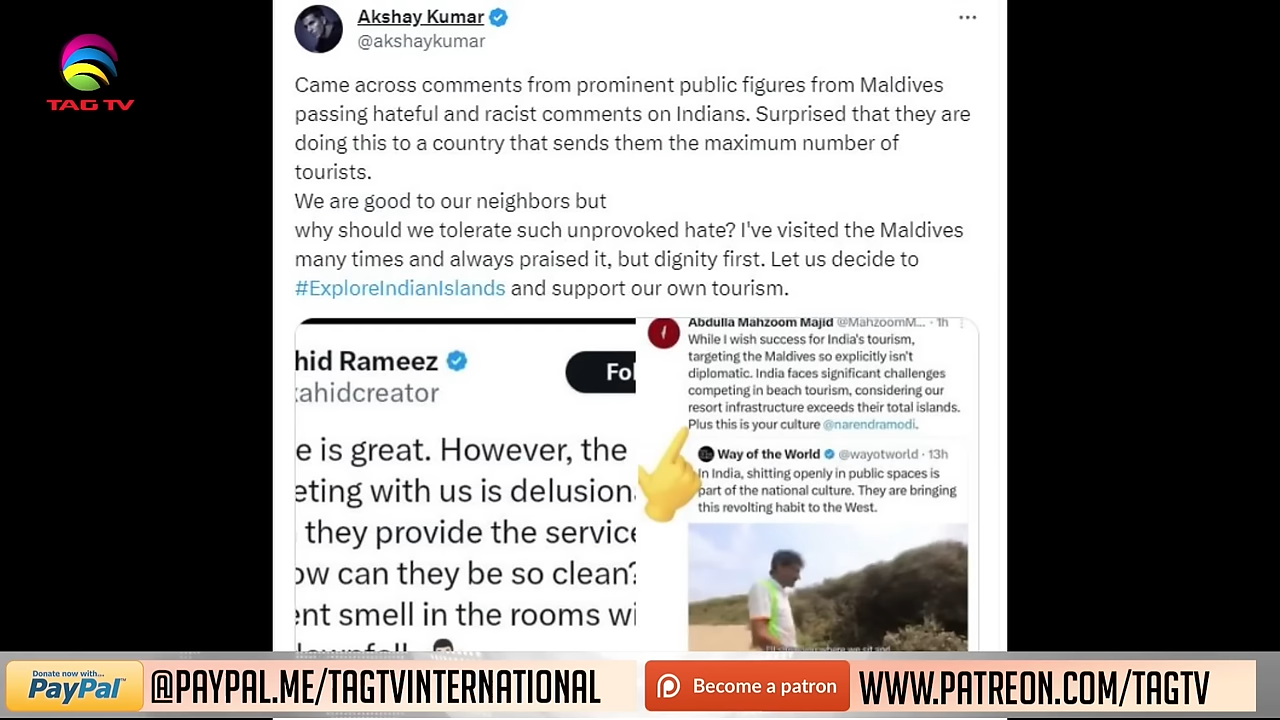 TAG TV
Akshay Kumar
@akshaykumar
Came across comments from prominent public figures from Maldives
passing hateful and racist comments on Indians. Surprised that they are
doing this to a country that sends them the maximum number of
tourists.
We are good to our neighbors but
why should we tolerate such unprovoked hate? I've visited the Maldives
many times and always praised it, but dignity first. Let us decide to
#ExploreIndianIslands and support our own tourism.
hid Rameez
ahidcreator
Fol
e is great. However, the
eting with us is delusion
they provide the service
ow can they be so clean?
ent smell in the rooms wi
Abdulla Mahzoom Majid @MahzoomM... · 1h
While I wish success for India's tourism,
targeting the Maldives so explicitly isn't
diplomatic. India faces significant challenges
competing in beach tourism, considering our
resort infrastructure exceeds their total islands.
Plus this is your culture @narendramodi.
Way of the World @wayotworld · 13h
In India, shitting openly in public spaces is
part of the national culture. They are bringing
this revolting habit to the West.
Donate now with...
PayPal
@PAYPAL.ME/TAGTVINTERNATIONAL
Become a patron
WWW.PATREON.COM/TAGTV